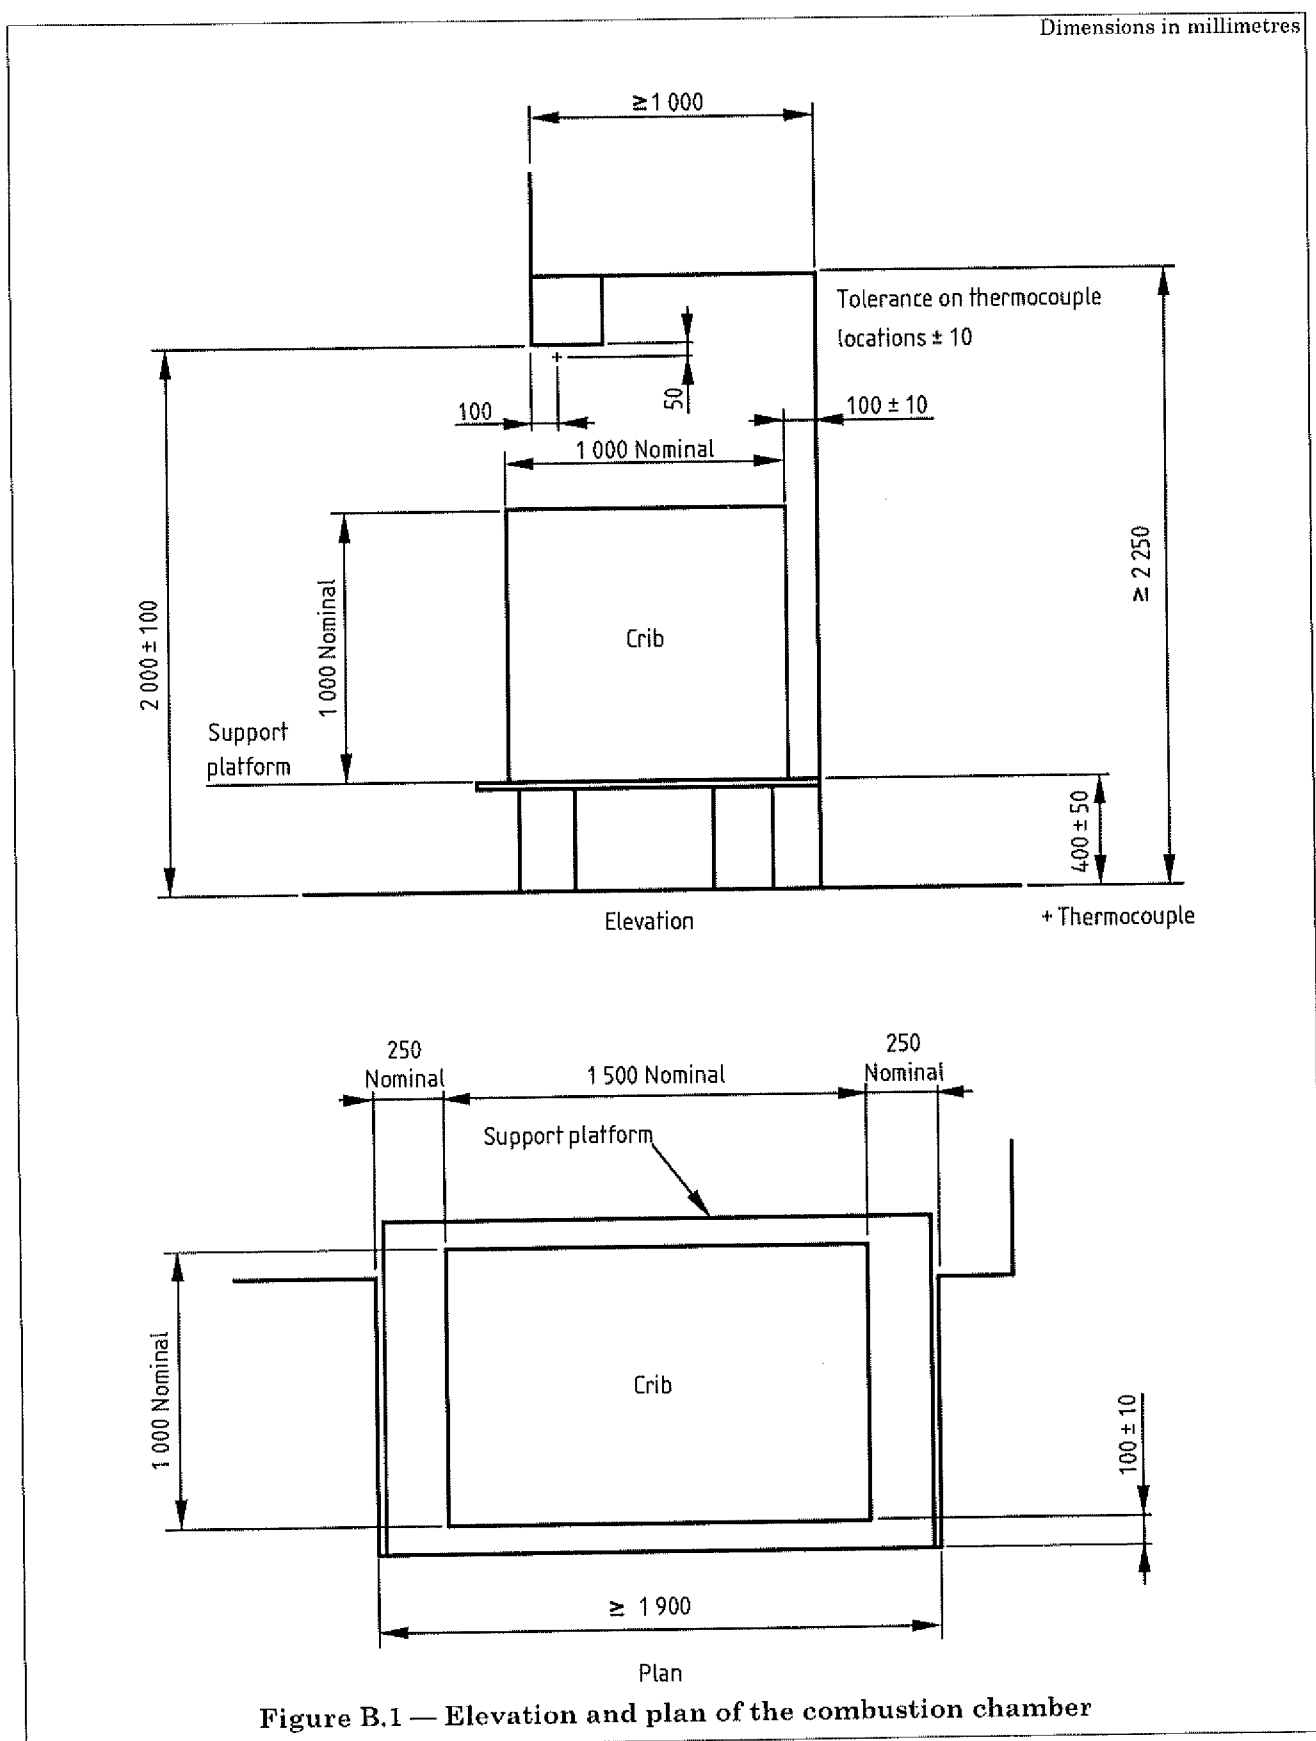 Dimensions in millimetres
≥ 1 000
Tolerance on thermocouple
locations ± 10
+
50
100
100 ± 10
1 000 Nominal
≥ 2 250
2 000 ± 100
1 000 Nominal
Crib
Support
platform
400 ± 50
Elevation
+ Thermocouple
250
Nominal
1 500 Nominal
250
Nominal
Support platform
1 000 Nominal
Crib
100 ± 10
≥ 1 900
Plan
Figure B.1 — Elevation and plan of the combustion chamber